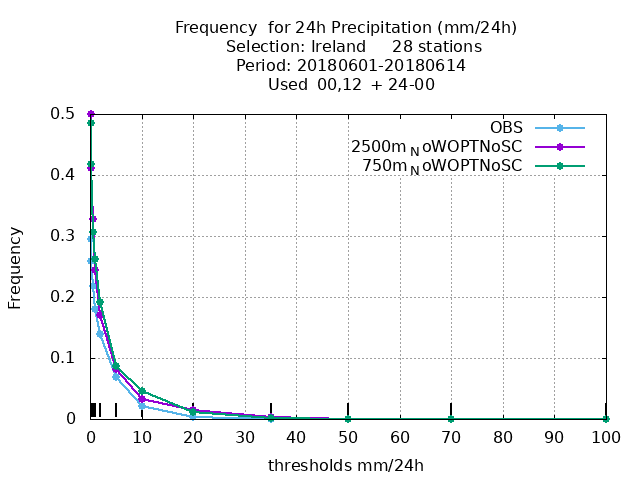 Frequency  for 24h Precipitation (mm/24h)
Selection: Ireland     28 stations
Period: 20180601-20180614
Used  00,12  + 24-00
OBS
2500m_NoWOPTNoSC
750m_NoWOPTNoSC
Frequency
0.5
0.4
0.3
0.2
0.1
0
0 10 20 30 40 50 60 70 80 90 100
thresholds mm/24h